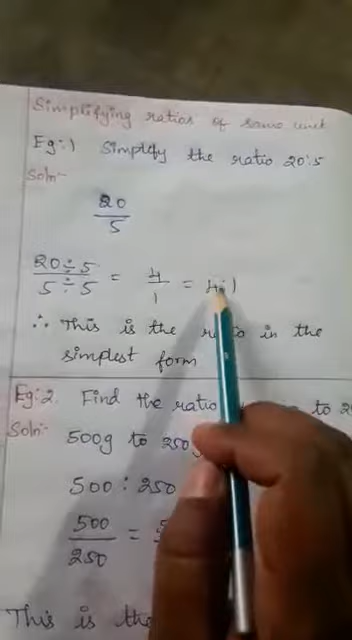 Simplifying ratios of same unit
Eg:1) Simplify the ratio 20:5
Soln-
20
5
20÷5 = 4 = 4:1
5÷5 1
∴ This is the ratio in the
simplest form
Eg:2. Find the ratio to
Soln:- 500g to 250g
500 : 250
500 =
250
This is the